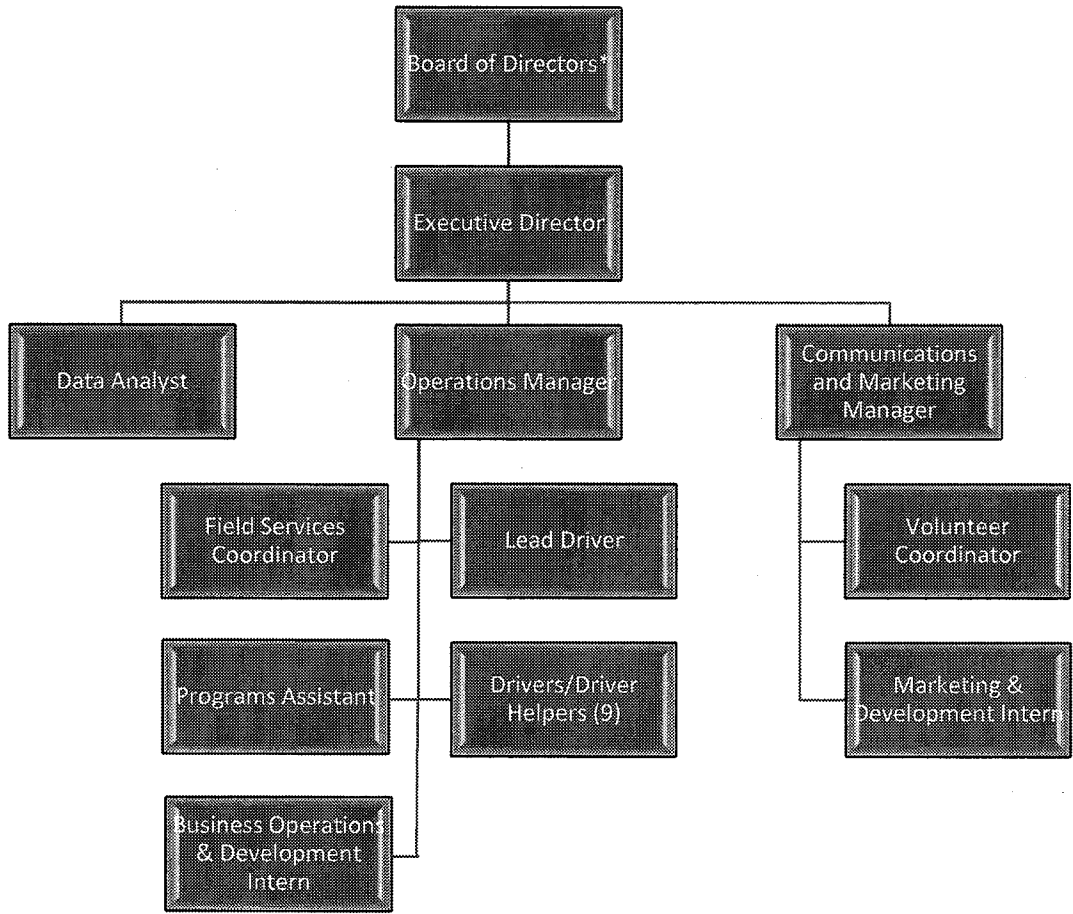 Board of Directors*
Executive Director
Data Analyst
Operations Manager
Communications
and Marketing
Manager
Field Services
Coordinator
Lead Driver
Volunteer
Coordinator
Programs Assistant
Drivers/Driver
Helpers (9)
Marketing &
Development Intern
Business Operations
& Development
Intern